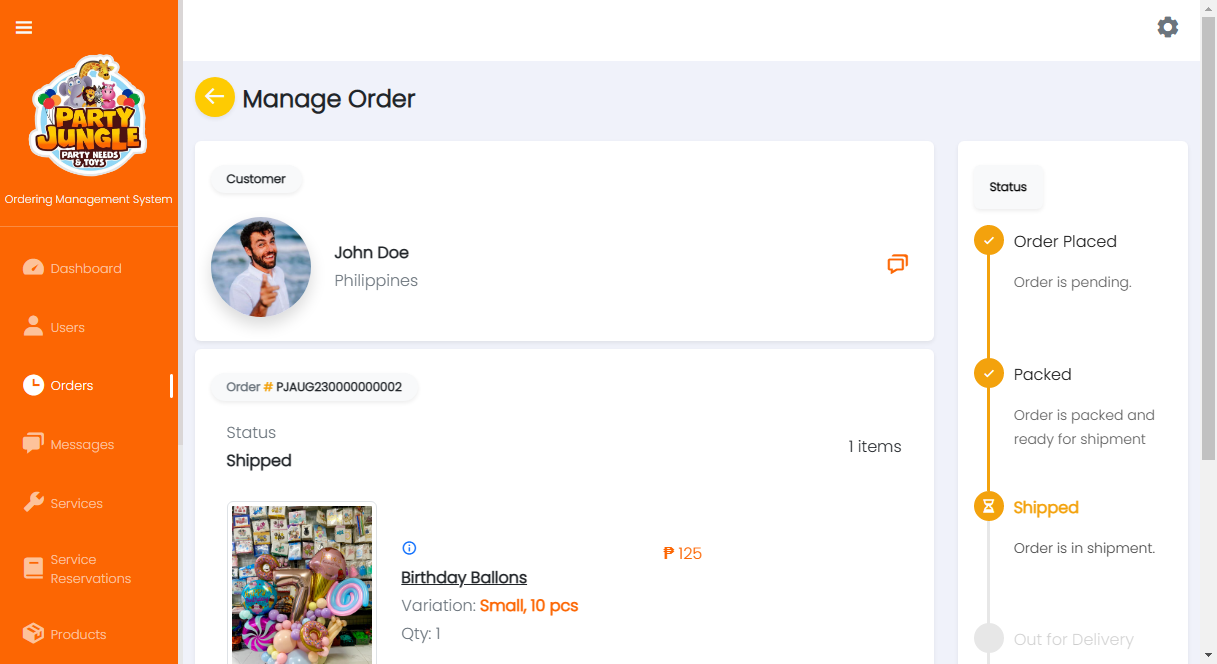 PARTY
JUNGLE
PARTY NEEDS
& TOYS
Ordering Management System
Dashboard
Users
Orders
Messages
Services
Service
Reservations
Products
Manage Order
Customer
John Doe
Philippines
Order # PJAUG230000000002
Status
Shipped
1 items
Birthday Ballons
Variation: Small, 10 pcs
Qty: 1
₱ 125
Status
Order Placed
Order is pending.
Packed
Order is packed and
ready for shipment
Shipped
Order is in shipment.
Out for Delivery